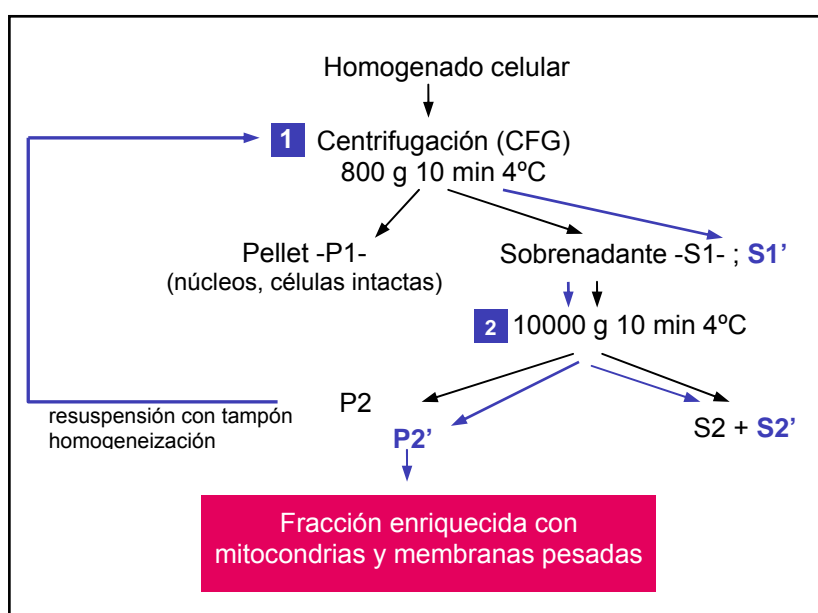 Homogenado celular
1 Centrifugación (CFG)
800 g 10 min 4ºC
Pellet -P1-
(núcleos, células intactas)
Sobrenadante -S1- ; S1’
2 10000 g 10 min 4ºC
P2
resuspensión con tampón
homogeneización
P2’
S2 + S2’
Fracción enriquecida con
mitocondrias y membranas pesadas